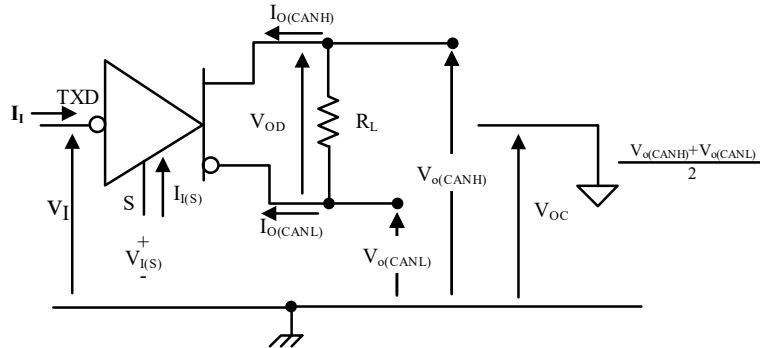 I_O(CANH)
I_I
TXD
V_OD
R_L
V_I
S
I_I(S)
+
V_I(S)
-
I_O(CANL)
V_o(CANH)
V_o(CANL)
V_OC
V_o(CANH)+V_o(CANL)
2